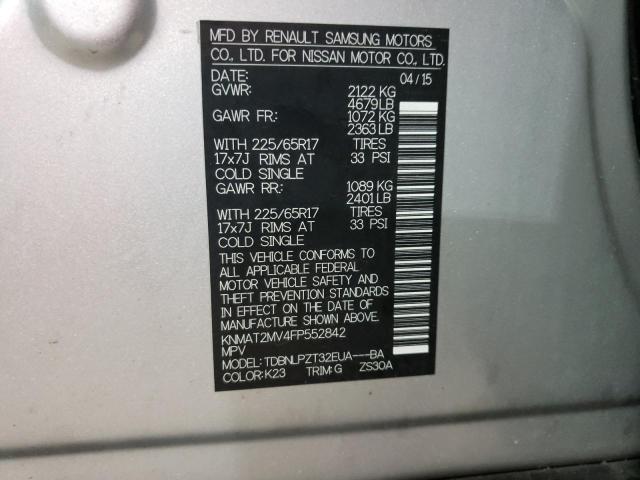 MFD BY RENAULT SAMSUNG MOTORS
CO., LTD. FOR NISSAN MOTOR CO., LTD.
DATE: 04/15
GVWR: 2122 KG
4679LB
GAWR FR: 1072 KG
2363LB
WITH 225/65R17 TIRES
17x7J RIMS AT 33 PSI
COLD SINGLE
GAWR RR: 1089 KG
2401LB
WITH 225/65R17 TIRES
17x7J RIMS AT 33 PSI
COLD SINGLE
THIS VEHICLE CONFORMS TO
ALL APPLICABLE FEDERAL
MOTOR VEHICLE SAFETY AND
THEFT PREVENTION STANDARDS
IN EFFECT ON THE DATE OF
MANUFACTURE SHOWN ABOVE.
KNMAT2MV4FP552842
MPV
MODEL: TDBNLPZT32EUA---BA
COLOR:K23 TRIM:G ZS30A